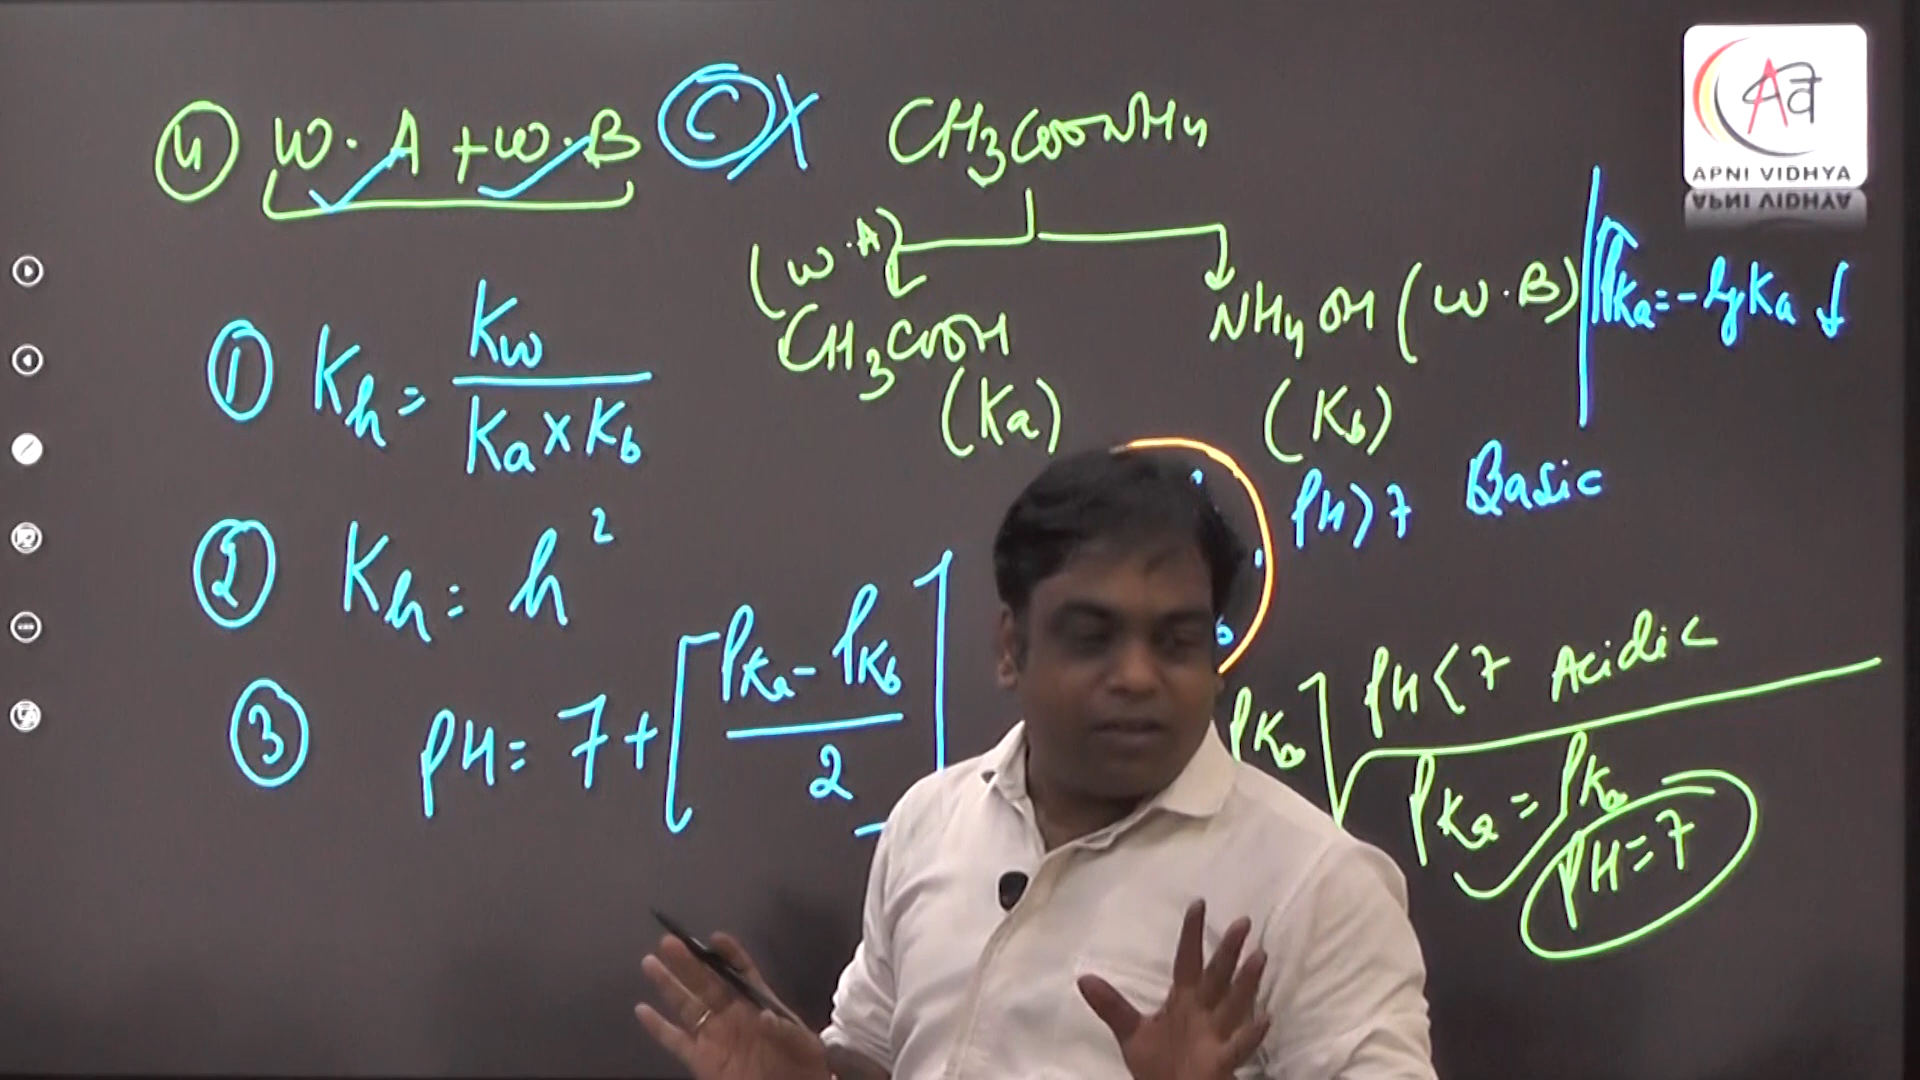 ④ W.A + W.B Ⓒ X CH3COONH4
(W.A) NH4OH (W.B)
CH3COOH
(Ka) (Kb)
PKa = - lgKa ↓
① Kh = Kw / Ka x Kb
② Kh = h²
③ PH = 7 + [PKa - PKb / 2]
PH > 7 Basic
PH < 7 Acidic
PKa = PKb
PH = 7
APNI VIDHYA